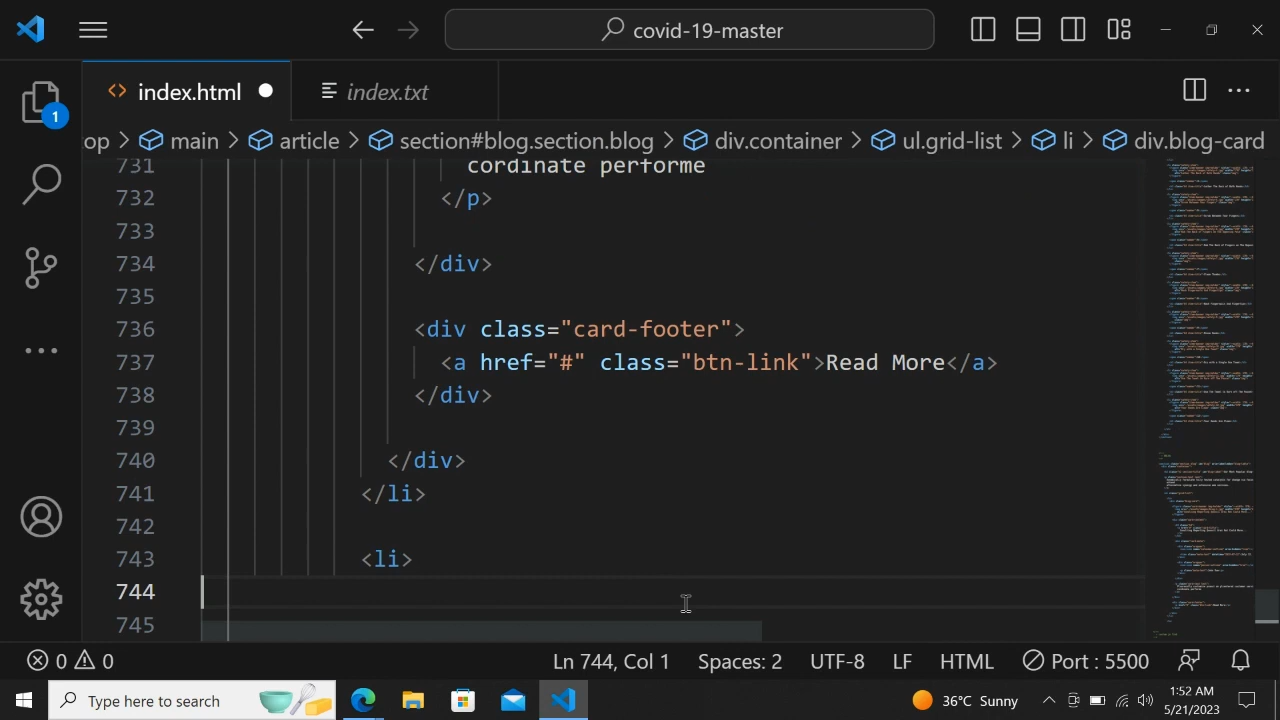 covid-19-master
index.html
index.txt
1
op > main > article > section#blog.section.blog > div.container > ul.grid-list > li > div.blog-card
731 cordinate performe
732 </p>
733
734 </div>
735
736 <div class="card-footer">
737 <a href="#" class="btn-link">Read More</a>
738 </div>
739
740 </div>
741 </li>
742
743 <li>
744
745
0 0 Ln 744, Col 1 Spaces: 2 UTF-8 LF HTML Port : 5500
Type here to search 36°C Sunny 1:52 AM
5/21/2023